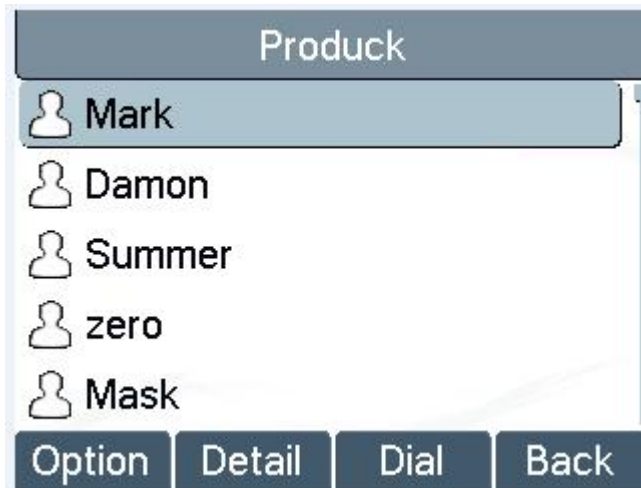 Produck
Mark
Damon
Summer
zero
Mask
Option Detail Dial Back